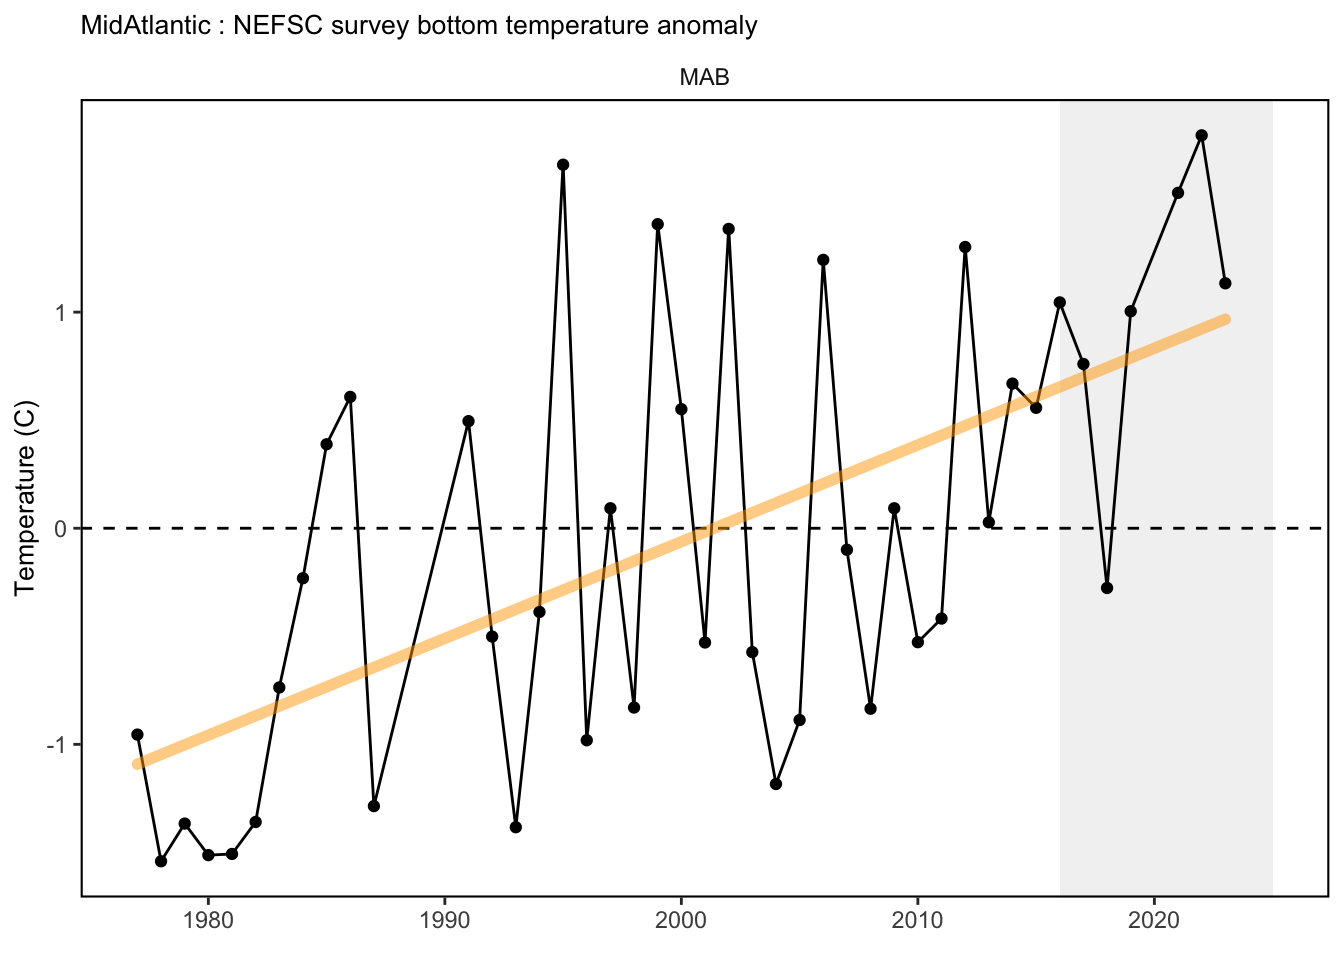 MidAtlantic : NEFSC survey bottom temperature anomaly
MAB
Temperature (C)
1
0
-1
1980 1990 2000 2010 2020